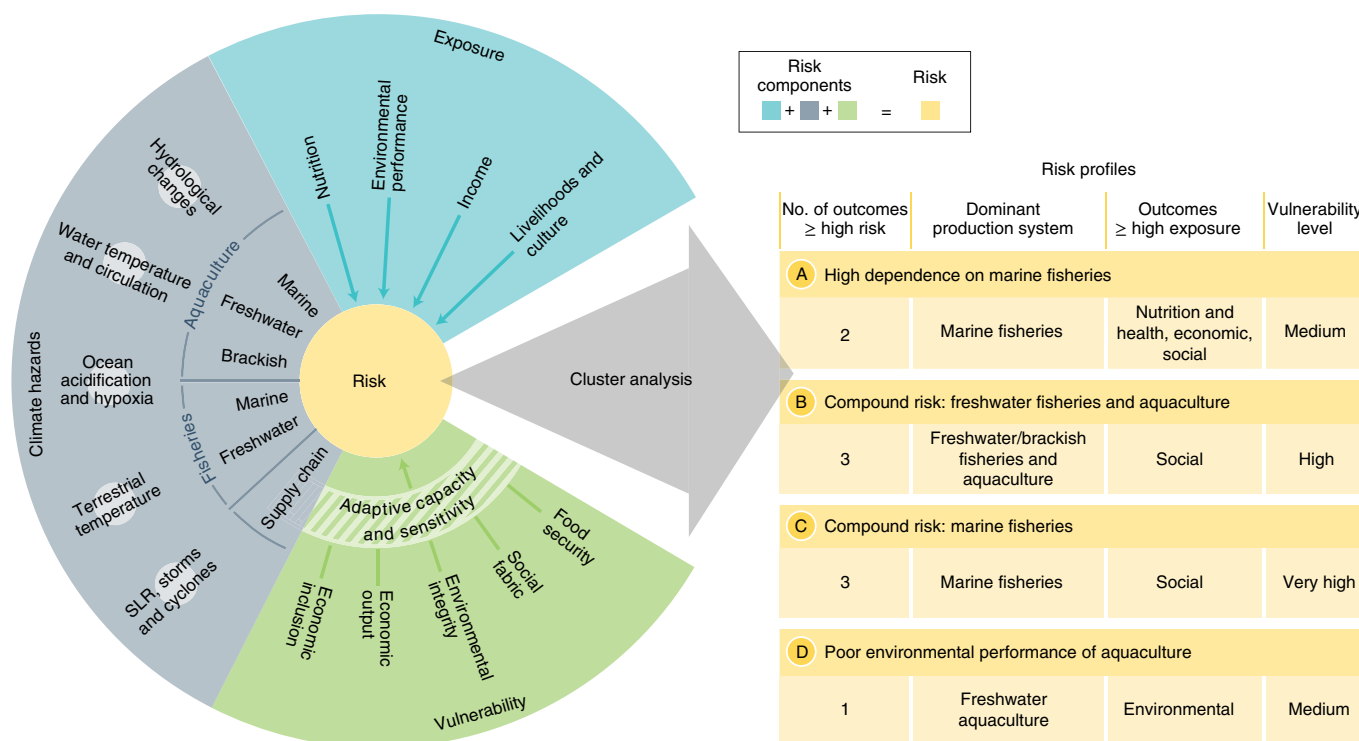 Exposure
Nutrition
Environmental
performance
Income
Livelihoods and
culture
Climate hazards
Hydrological
changes
Water temperature
and circulation
Ocean
acidification
and hypoxia
Terrestrial
temperature
SLR, storms
and cyclones
Aquaculture
Marine
Freshwater
Brackish
Fisheries
Marine
Freshwater
Supply chain
Risk
Adaptive capacity
and sensitivity
Food
security
Social
fabric
Environmental
integrity
Economic
output
Economic
inclusion
Vulnerability
Cluster analysis
Risk
components
Risk
+ + =
Risk profiles
No. of outcomes
≥ high risk
Dominant
production system
Outcomes
≥ high exposure
Vulnerability
level
A High dependence on marine fisheries
2
Marine fisheries
Nutrition and
health, economic,
social
Medium
B Compound risk: freshwater fisheries and aquaculture
3
Freshwater/brackish
fisheries and
aquaculture
Social
High
C Compound risk: marine fisheries
3
Marine fisheries
Social
Very high
D Poor environmental performance of aquaculture
1
Freshwater
aquaculture
Environmental
Medium